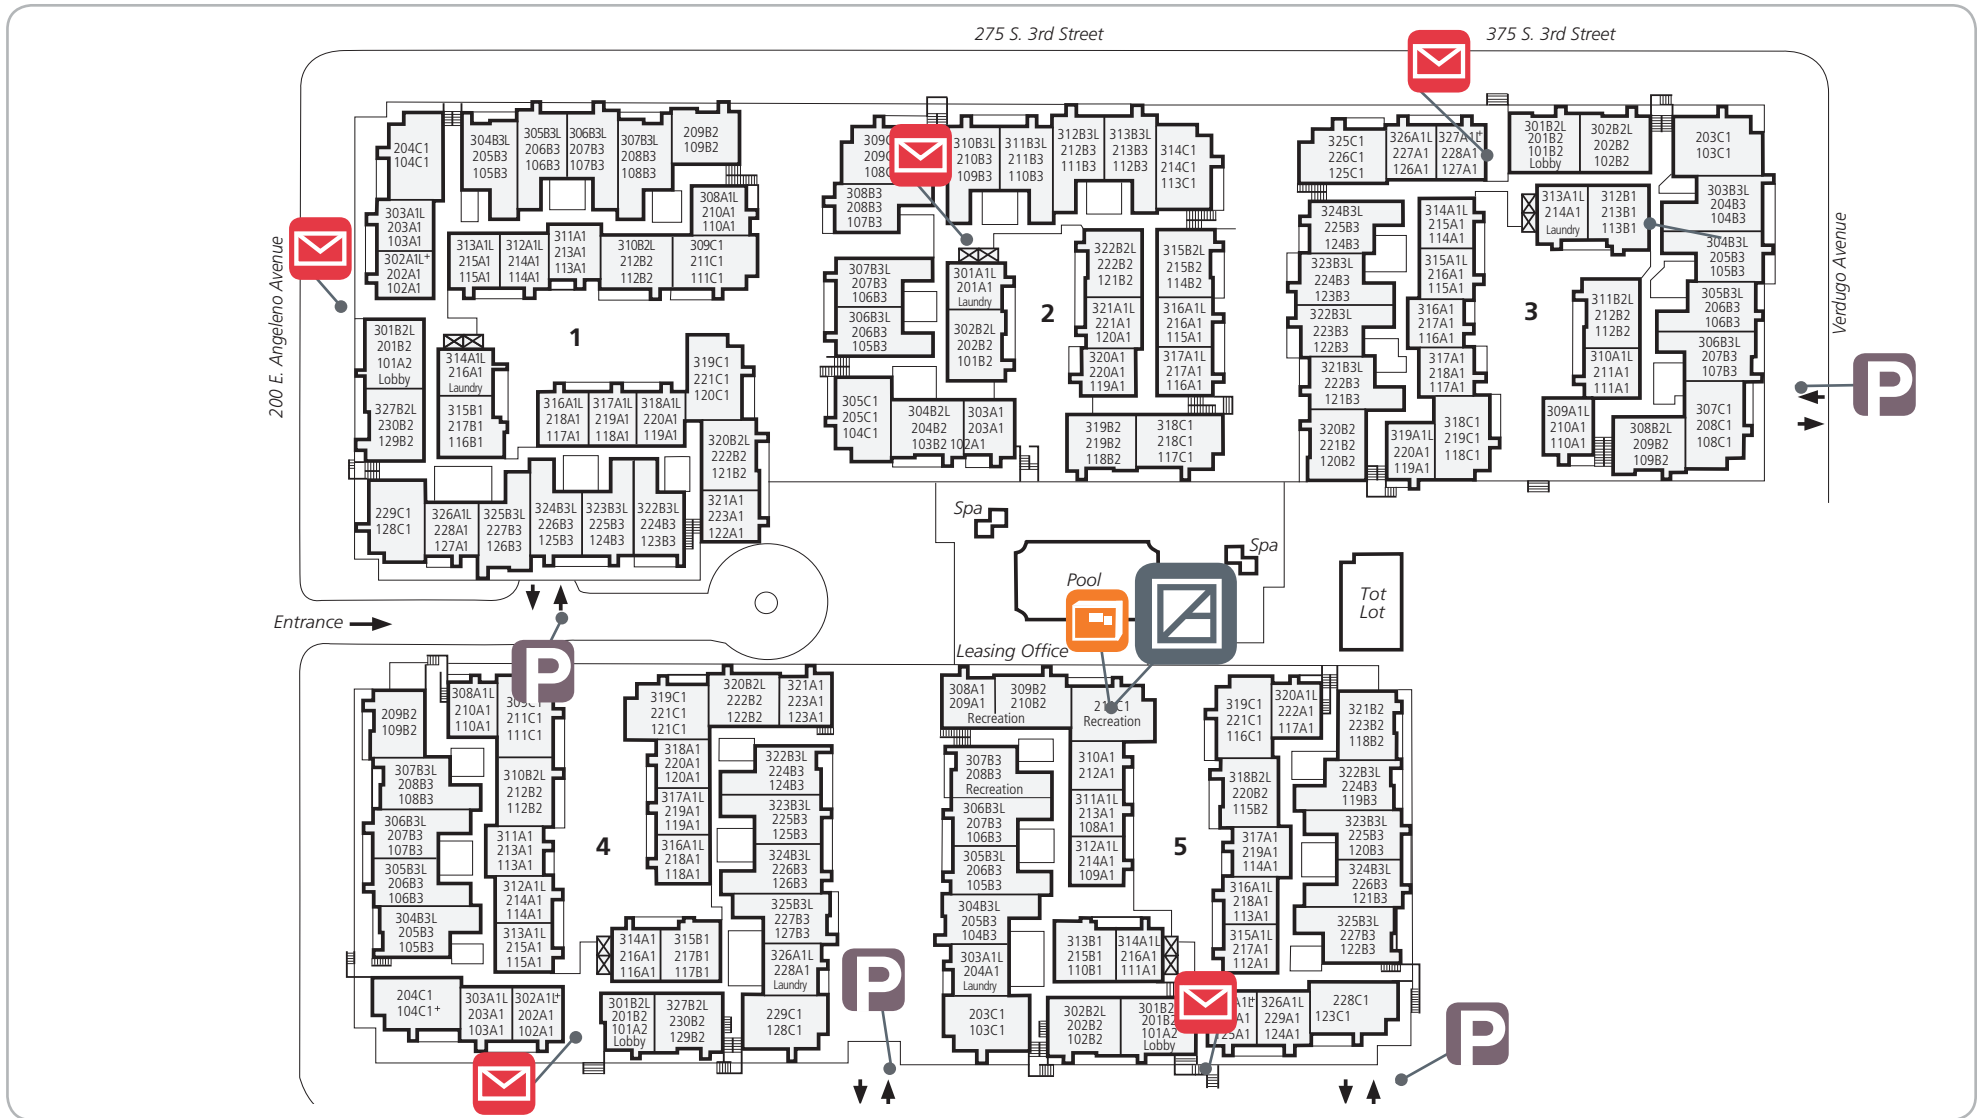 275 S. 3rd Street
375 S. 3rd Street
200 E. Angeleno Avenue
Verdugo Avenue
204C1
104C1
304B3L
205B3
105B3
305B3L
206B3
106B3
306B3L
207B3
107B3
307B3L
208B3
108B3
209B2
109B2
303A1L
203A1
103A1
302A1L+
202A1
102A1
308A1L
210A1
110A1
313A1L
215A1
115A1
312A1L
214A1
114A1
311A1
213A1
113A1
310B2L
212B2
112B2
309C1
211C1
111C1
1
301B2L
201B2
101A2
Lobby
327B2L
230B2
129B2
314A1L
216A1
Laundry
315B1
217B1
116B1
316A1L
218A1
117A1
317A1L
219A1
118A1
318A1L
220A1
119A1
319C1
221C1
120C1
320B2L
222B2
121B2
321A1
223A1
122A1
229C1
128C1
326A1L
228A1
127A1
325B3L
227B3
126B3
324B3L
226B3
125B3
323B3L
225B3
124B3
322B3L
224B3
123B3
308B3
208B3
107B3
310B3L
210B3
109B3
311B3L
211B3
110B3
312B3L
212B3
111B3
313B3L
213B3
112B3
314C1
214C1
113C1
307B3L
207B3
106B3
306B3L
206B3
105B3
301A1L
201A1
Laundry
302B2L
202B2
101B2
2
322B2L
222B2
121B2
321A1L
221A1
120A1
320A1
220A1
119A1
315B2L
215B2
114B2
316A1L
216A1
115A1
317A1L
217A1
116A1
305C1
205C1
104C1
304B2L
204B2
103B2
303A1
203A1
102A1
319B2
219B2
118B2
318C1
218C1
117C1
325C1
226C1
125C1
326A1L
227A1
126A1
327A1L+
228A1
127A1
301B2L
201B2
101B2
Lobby
302B2L
202B2
102B2
203C1
103C1
324B3L
225B3
124B3
323B3L
224B3
123B3
322B3L
223B3
122B3
321B3L
222B3
121B3
320B2
221B2
120B2
314A1L
215A1
114A1
315A1L
216A1
115A1
316A1
217A1
116A1
317A1
218A1
117A1
318C1
219C1
118C1
319A1L
220A1
119A1
313A1L
214A1
Laundry
312B1
213B1
113B1
303B3L
204B3
104B3
304B3L
205B3
105B3
305B3L
206B3
106B3
306B3L
207B3
107B3
307C1
208C1
108C1
3
311B2L
212B2
112B2
310A1L
211A1
111A1
309A1L
210A1
110A1
308B2L
209B2
109B2
P
Spa
Spa
Pool
Tot
Lot
Entrance
P
Leasing Office
209B2
109B2
308A1L
210A1
110A1
211C1
111C1
307B3L
208B3
108B3
306B3L
207B3
107B3
305B3L
206B3
106B3
304B3L
205B3
105B3
310B2L
212B2
112B2
311A1
213A1
113A1
312A1L
214A1
114A1
313A1L
215A1
115A1
204C1
104C1+
303A1L
203A1
103A1
302A1L+
202A1
102A1
4
319C1
221C1
121C1
320B2L
222B2
122B2
321A1
223A1
123A1
318A1
220A1
120A1
317A1L
219A1
119A1
316A1L
218A1
118A1
322B3L
224B3
124B3
323B3L
225B3
125B3
324B3L
226B3
126B3
325B3L
227B3
127B3
314A1
216A1
116A1
315B1
217B1
117B1
326A1L
228A1
Laundry
301B2L
201B2
101A2
Lobby
327B2L
230B2
129B2
229C1
128C1
P
308A1
209A1
309B2
210B2
Recreation
Recreation
307B3
208B3
Recreation
306B3L
207B3
106B3
305B3L
206B3
105B3
304B3L
205B3
104B3
303A1L
204A1
Laundry
203C1
103C1
310A1
212A1
311A1L
213A1
108A1
312A1L
214A1
109A1
5
313B1
215B1
110B1
314A1L
216A1
111A1
302B2L
202B2
102B2
101A2
Lobby
319C1
221C1
116C1
320A1L
222A1
117A1
321B2
223B2
118B2
318B2L
220B2
115B2
317A1
219A1
114A1
316A1L
218A1
113A1
315A1L
217A1
112A1
322B3L
224B3
119B3
323B3L
225B3
120B3
324B3L
226B3
121B3
325B3L
227B3
122B3
326A1L
229A1
124A1
228C1
123C1
P